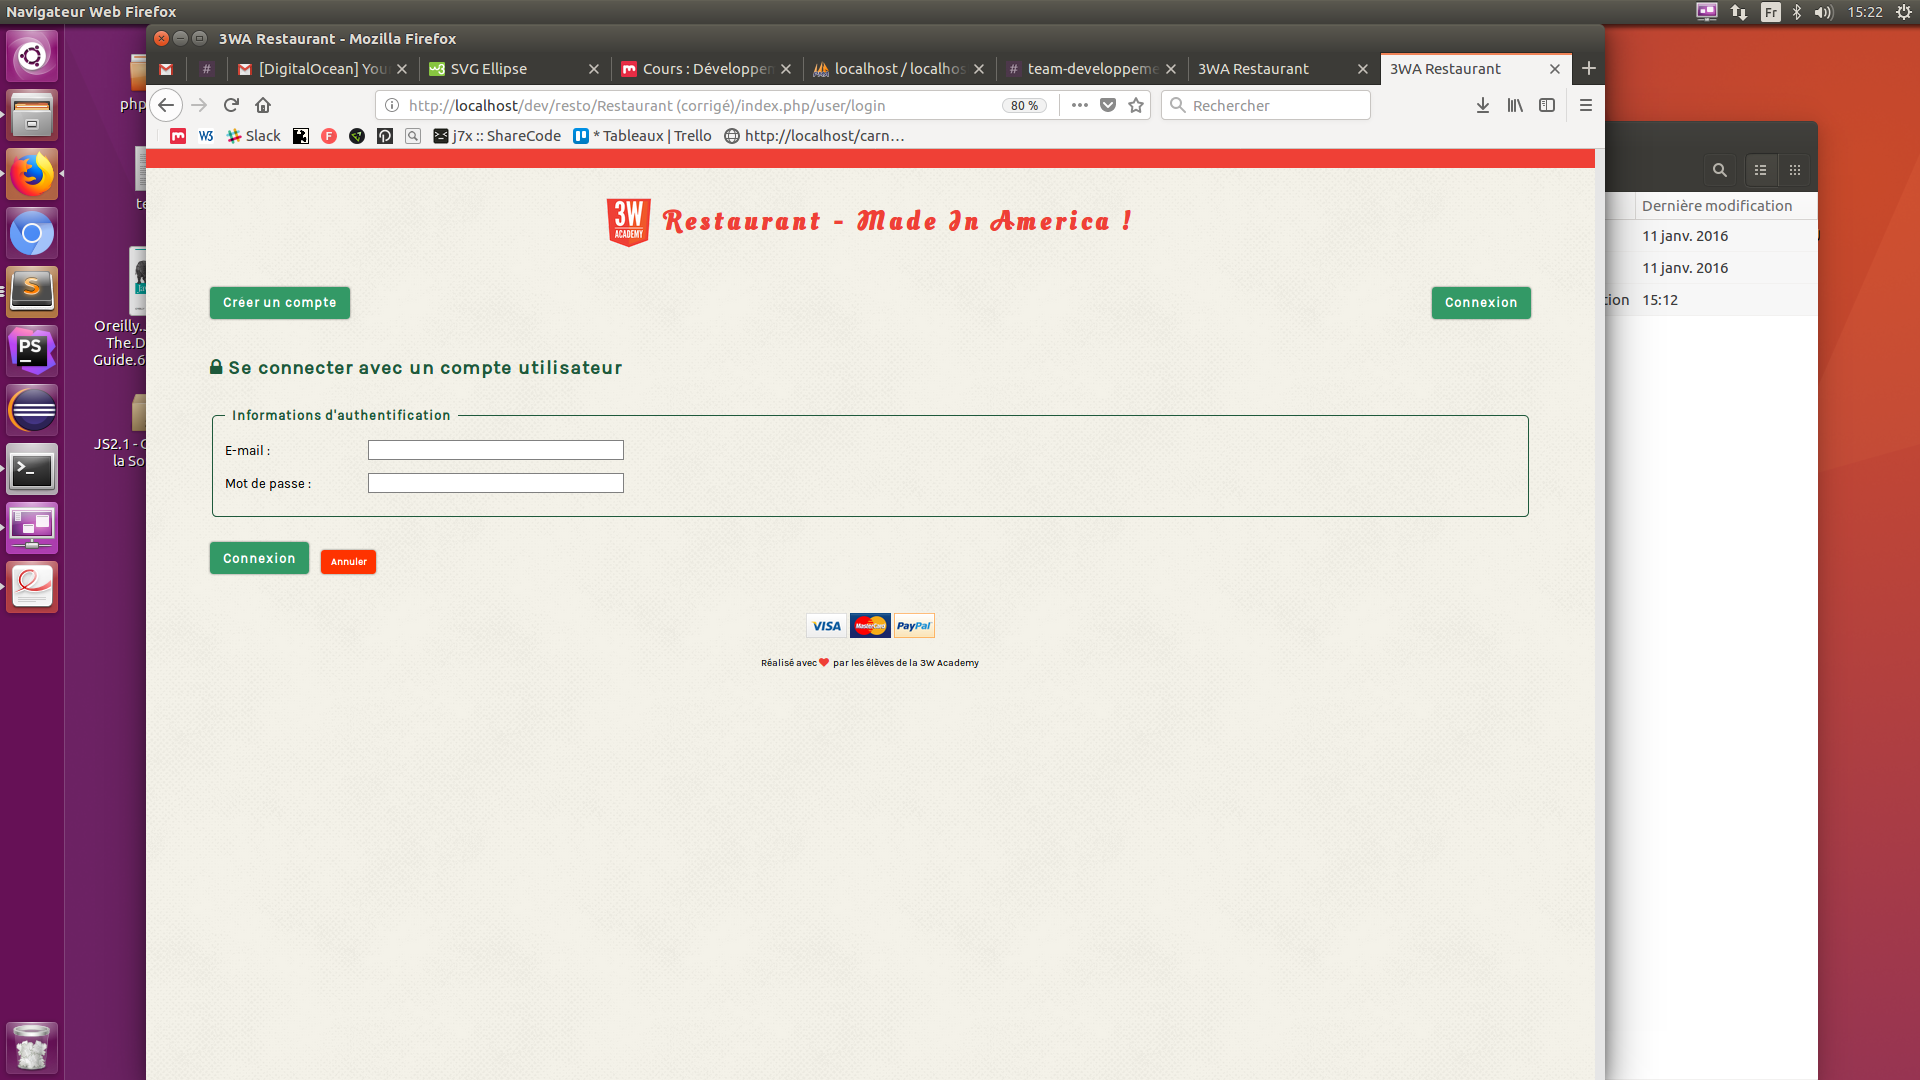 Navigateur Web Firefox
Fr
15:22
3WA Restaurant - Mozilla Firefox
#
[DigitalOcean] You
SVG Ellipse
Cours : Développem
localhost / localhos
# team-developpeme
3WA Restaurant
3WA Restaurant
http://localhost/dev/resto/Restaurant (corrigé)/index.php/user/login
80 %
Rechercher
Slack
j7x :: ShareCode
* Tableaux | Trello
http://localhost/carn…
3W ACADEMY
Restaurant - Made In America !
Créer un compte
Connexion
Se connecter avec un compte utilisateur
Informations d'authentification
E-mail :
Mot de passe :
Connexion
Annuler
VISA
MasterCard
PayPal
Réalisé avec par les élèves de la 3W Academy
php
te
Oreilly..
The.D
Guide.6
JS2.1 - C
la So
PS
Dernière modification
11 janv. 2016
11 janv. 2016
tion
15:12